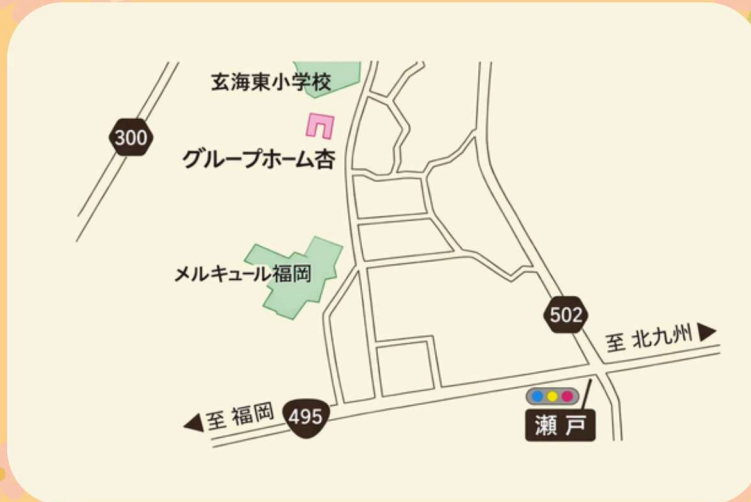 玄海東小学校
300
グループホーム杏
メルキュール福岡
502
至 北九州▶
◀至 福岡
495
瀬戸